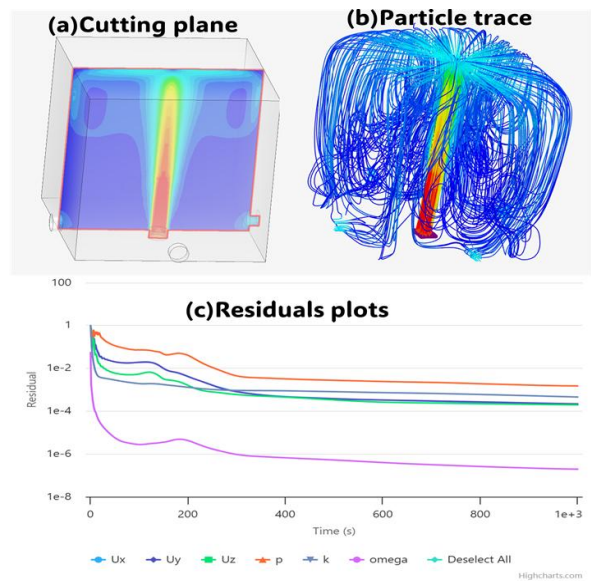 (a)Cutting plane
(b)Particle trace
100
(c)Residuals plots
1
1e-2
Residual
1e-4
1e-6
1e-8
0 200 400 600 800 1e+3
Time (s)
Ux Uy Uz p k omega Deselect All
Highcharts.com